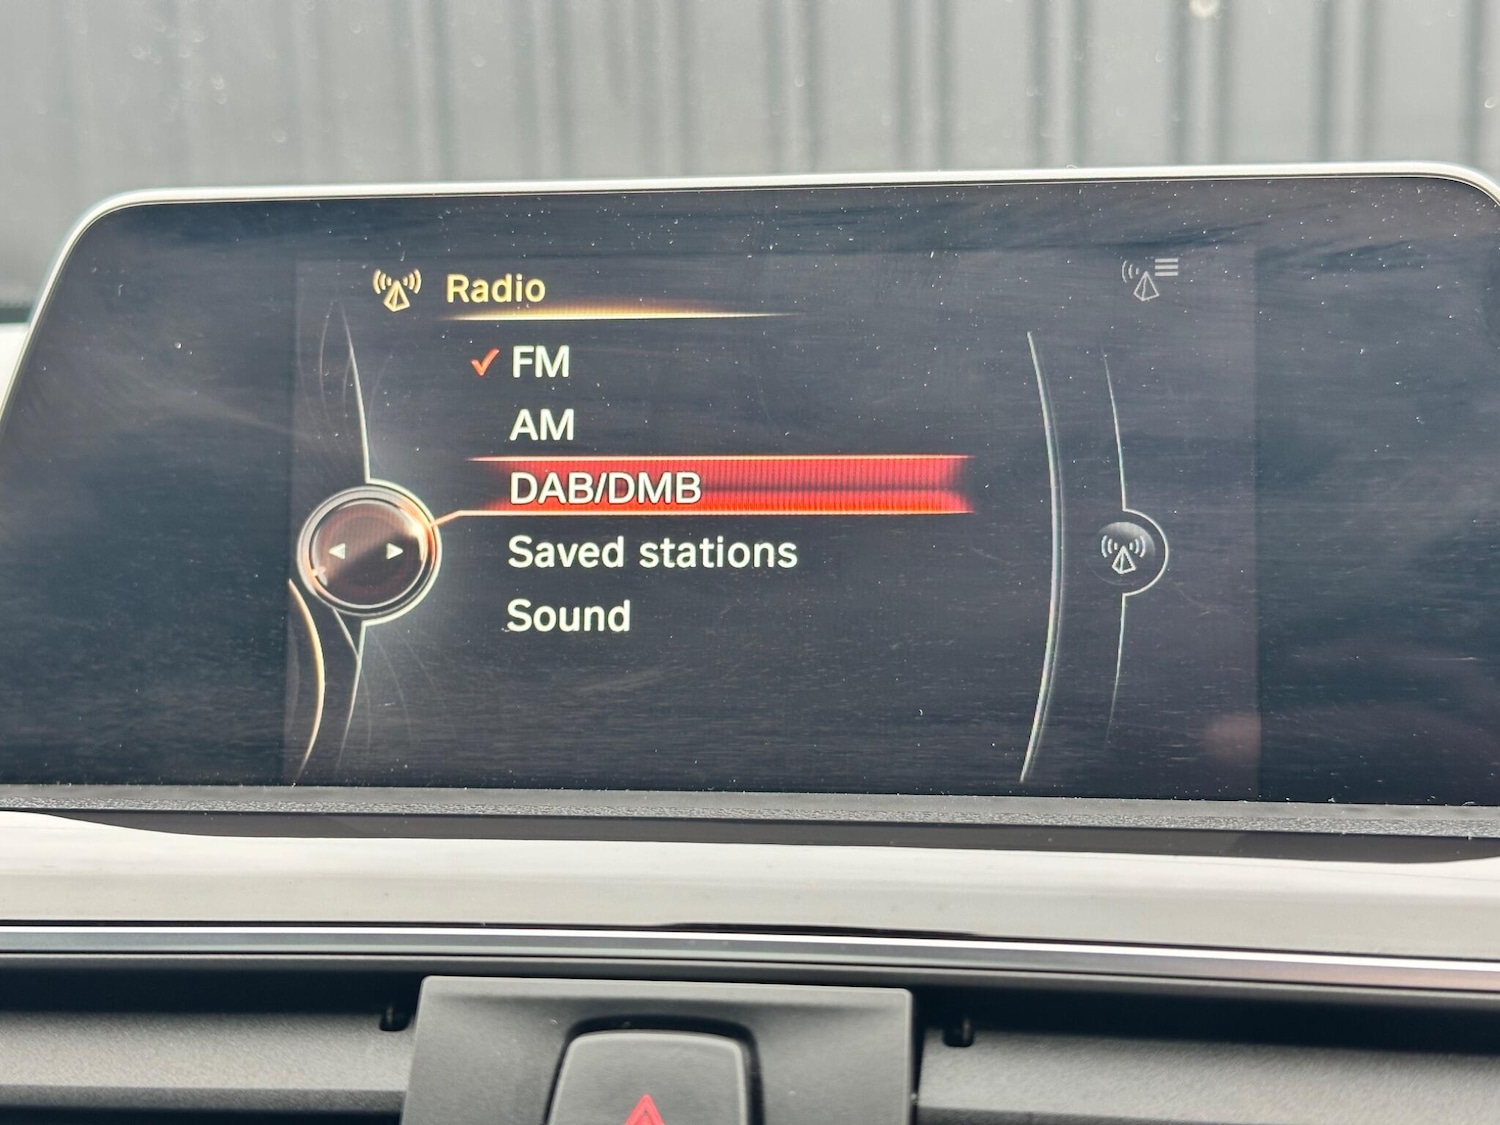 Radio
FM
AM
DAB/DMB
Saved stations
Sound